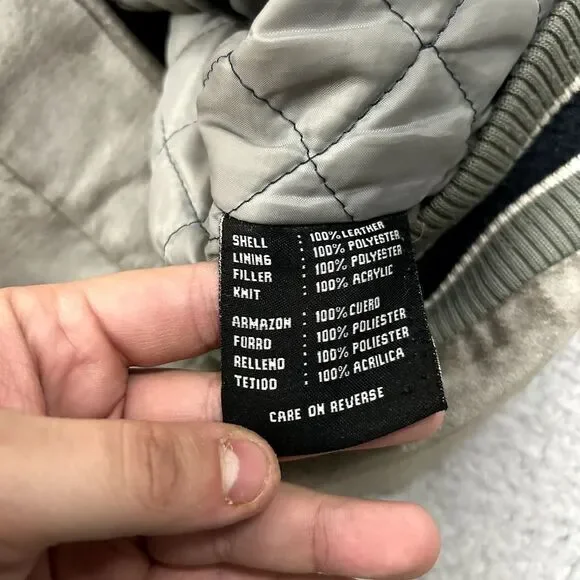 SHELL : 100% LEATHER
LINING : 100% POLYESTER
FILLER : 100% POLYESTER
KNIT : 100% ACRYLIC
ARMAZON : 100% CUERO
FORRO : 100% POLIESTER
RELLENO : 100% POLIESTER
TEJIDO : 100% ACRILICA
CARE ON REVERSE